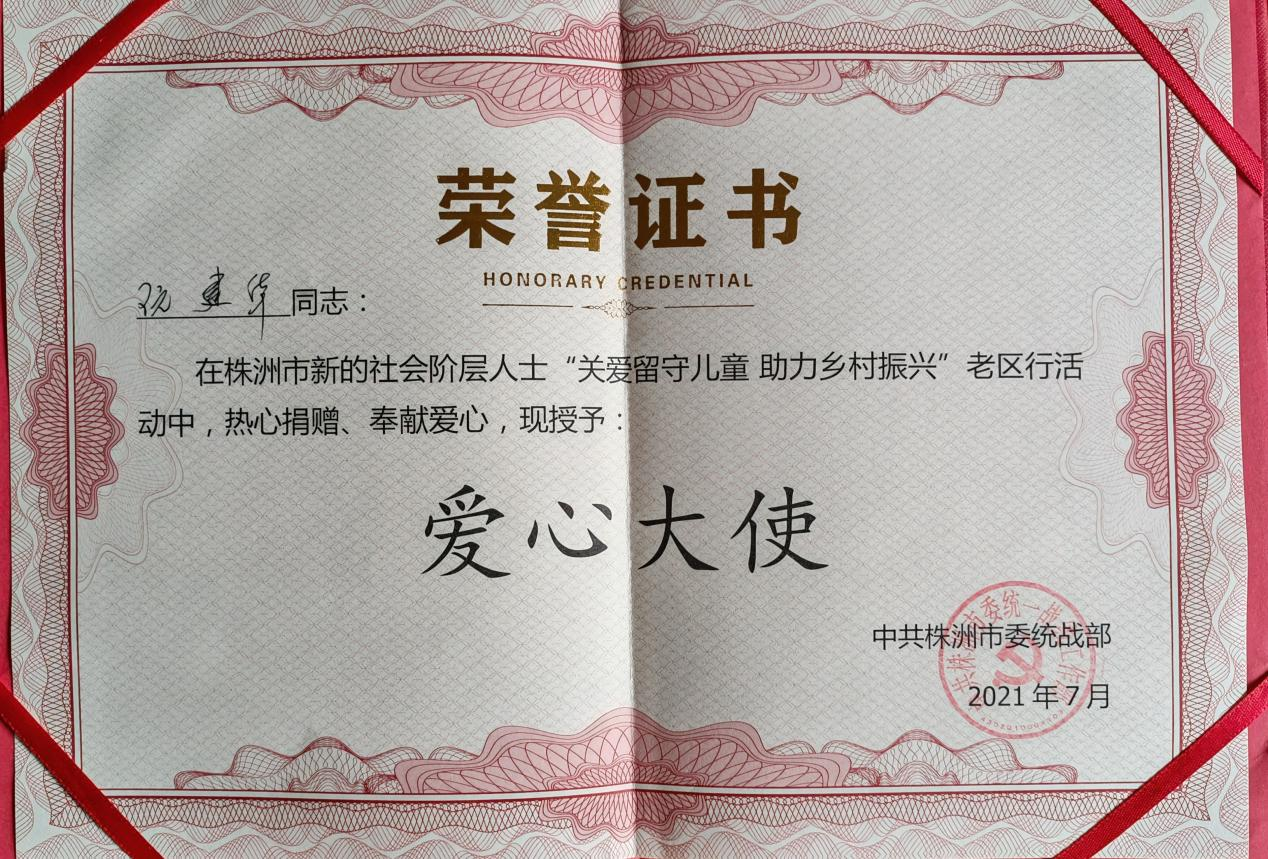 荣誉证书
HONORARY CREDENTIAL
建华同志：
在株洲市新的社会阶层人士“关爱留守儿童 助力乡村振兴”老区行活
动中，热心捐赠、奉献爱心，现授予：
爱心大使
中共株洲市委统战部
2021年7月